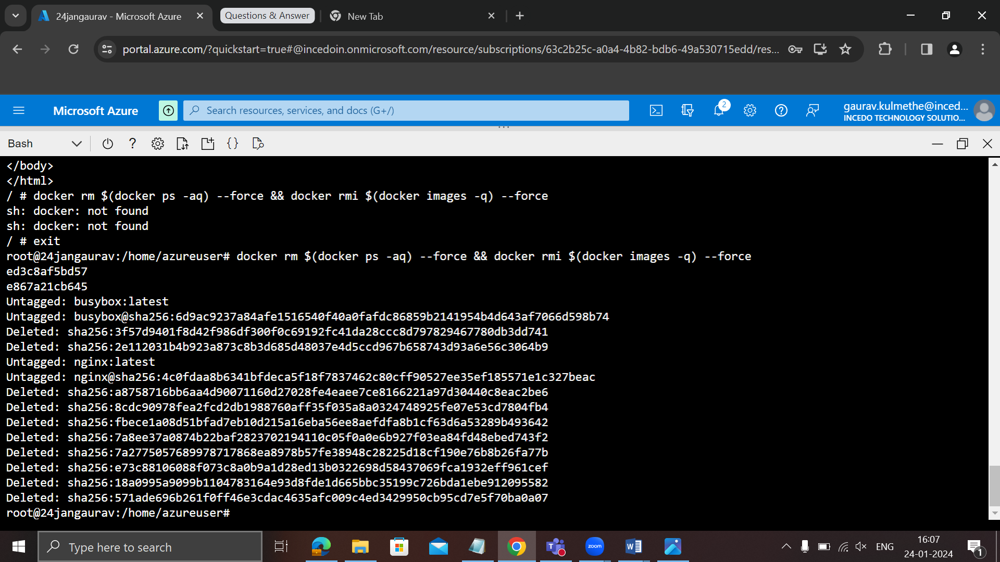 24jangaurav - Microsoft Azure
Questions & Answer
New Tab
portal.azure.com/?quickstart=true#@incedoin.onmicrosoft.com/resource/subscriptions/63c2b25c-a0a4-4b82-bdb6-49a530715edd/res...
Microsoft Azure
Search resources, services, and docs (G+/)
2
gaurav.kulmethe@inced...
INCEDO TECHNOLOGY SOLUTIO...
Bash
</body>
</html>
/ # docker rm $(docker ps -aq) --force && docker rmi $(docker images -q) --force
sh: docker: not found
sh: docker: not found
/ # exit
root@24jangaurav:/home/azureuser# docker rm $(docker ps -aq) --force && docker rmi $(docker images -q) --force
ed3c8af5bd57
e867a21cb645
Untagged: busybox:latest
Untagged: busybox@sha256:6d9ac9237a84afe1516540f40a0fafdc86859b2141954b4d643af7066d598b74
Deleted: sha256:3f57d9401f8d42f986df300f0c69192fc41da28ccc8d797829467780db3dd741
Deleted: sha256:2e112031b4b923a873c8b3d685d48037e4d5ccd967b658743d93a6e56c3064b9
Untagged: nginx:latest
Untagged: nginx@sha256:4c0fdaa8b6341bfdeca5f18f7837462c80cff90527ee35ef185571e1c327beac
Deleted: sha256:a8758716bb6aa4d90071160d27028fe4eaee7ce8166221a97d30440c8eac2be6
Deleted: sha256:8cdc90978fea2fcd2db1988760aff35f035a8a0324748925fe07e53cd7804fb4
Deleted: sha256:fbece1a08d51bfad7eb10d215a16eba56ee8aefdfa8b1cf63d6a53289b493642
Deleted: sha256:7a8ee37a0874b22baf2823702194110c05f0a0e6b927f03ea84fd48ebed743f2
Deleted: sha256:7a2775057689978717868ea8978b57fe38948c28225d18cf190e76b8b26fa77b
Deleted: sha256:e73c88106088f073c8a0b9a1d28ed13b0322698d58437069fca1932eff961cef
Deleted: sha256:18a0995a9099b1104783164e93d8fde1d665bbc35199c726bda1ebe912095582
Deleted: sha256:571ade696b261f0ff46e3cdac4635afc009c4ed3429950cb95cd7e5f70ba0a07
root@24jangaurav:/home/azureuser#
Type here to search
zoom
ENG
16:07
24-01-2024
1